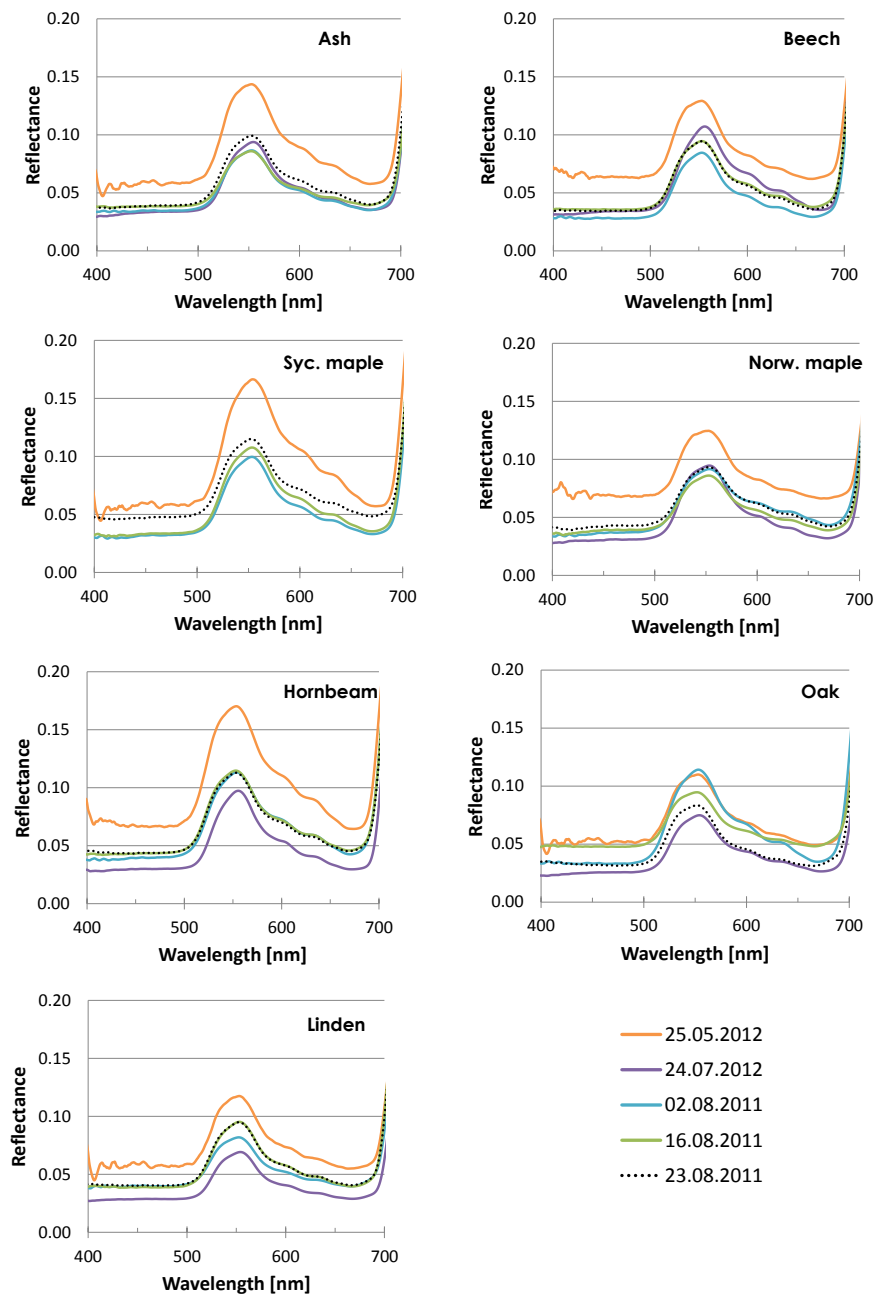 Ash
Reflectance
0.20
0.15
0.10
0.05
0.00
400 500 600 700
Wavelength [nm]
Beech
Reflectance
0.20
0.15
0.10
0.05
0.00
400 500 600 700
Wavelength [nm]
Syc. maple
Reflectance
0.20
0.15
0.10
0.05
0.00
400 500 600 700
Wavelength [nm]
Norw. maple
Reflectance
0.20
0.15
0.10
0.05
0.00
400 500 600 700
Wavelength [nm]
Hornbeam
Reflectance
0.20
0.15
0.10
0.05
0.00
400 500 600 700
Wavelength [nm]
Oak
Reflectance
0.20
0.15
0.10
0.05
0.00
400 500 600 700
Wavelength [nm]
Linden
Reflectance
0.20
0.15
0.10
0.05
0.00
400 500 600 700
Wavelength [nm]
25.05.2012
24.07.2012
02.08.2011
16.08.2011
23.08.2011